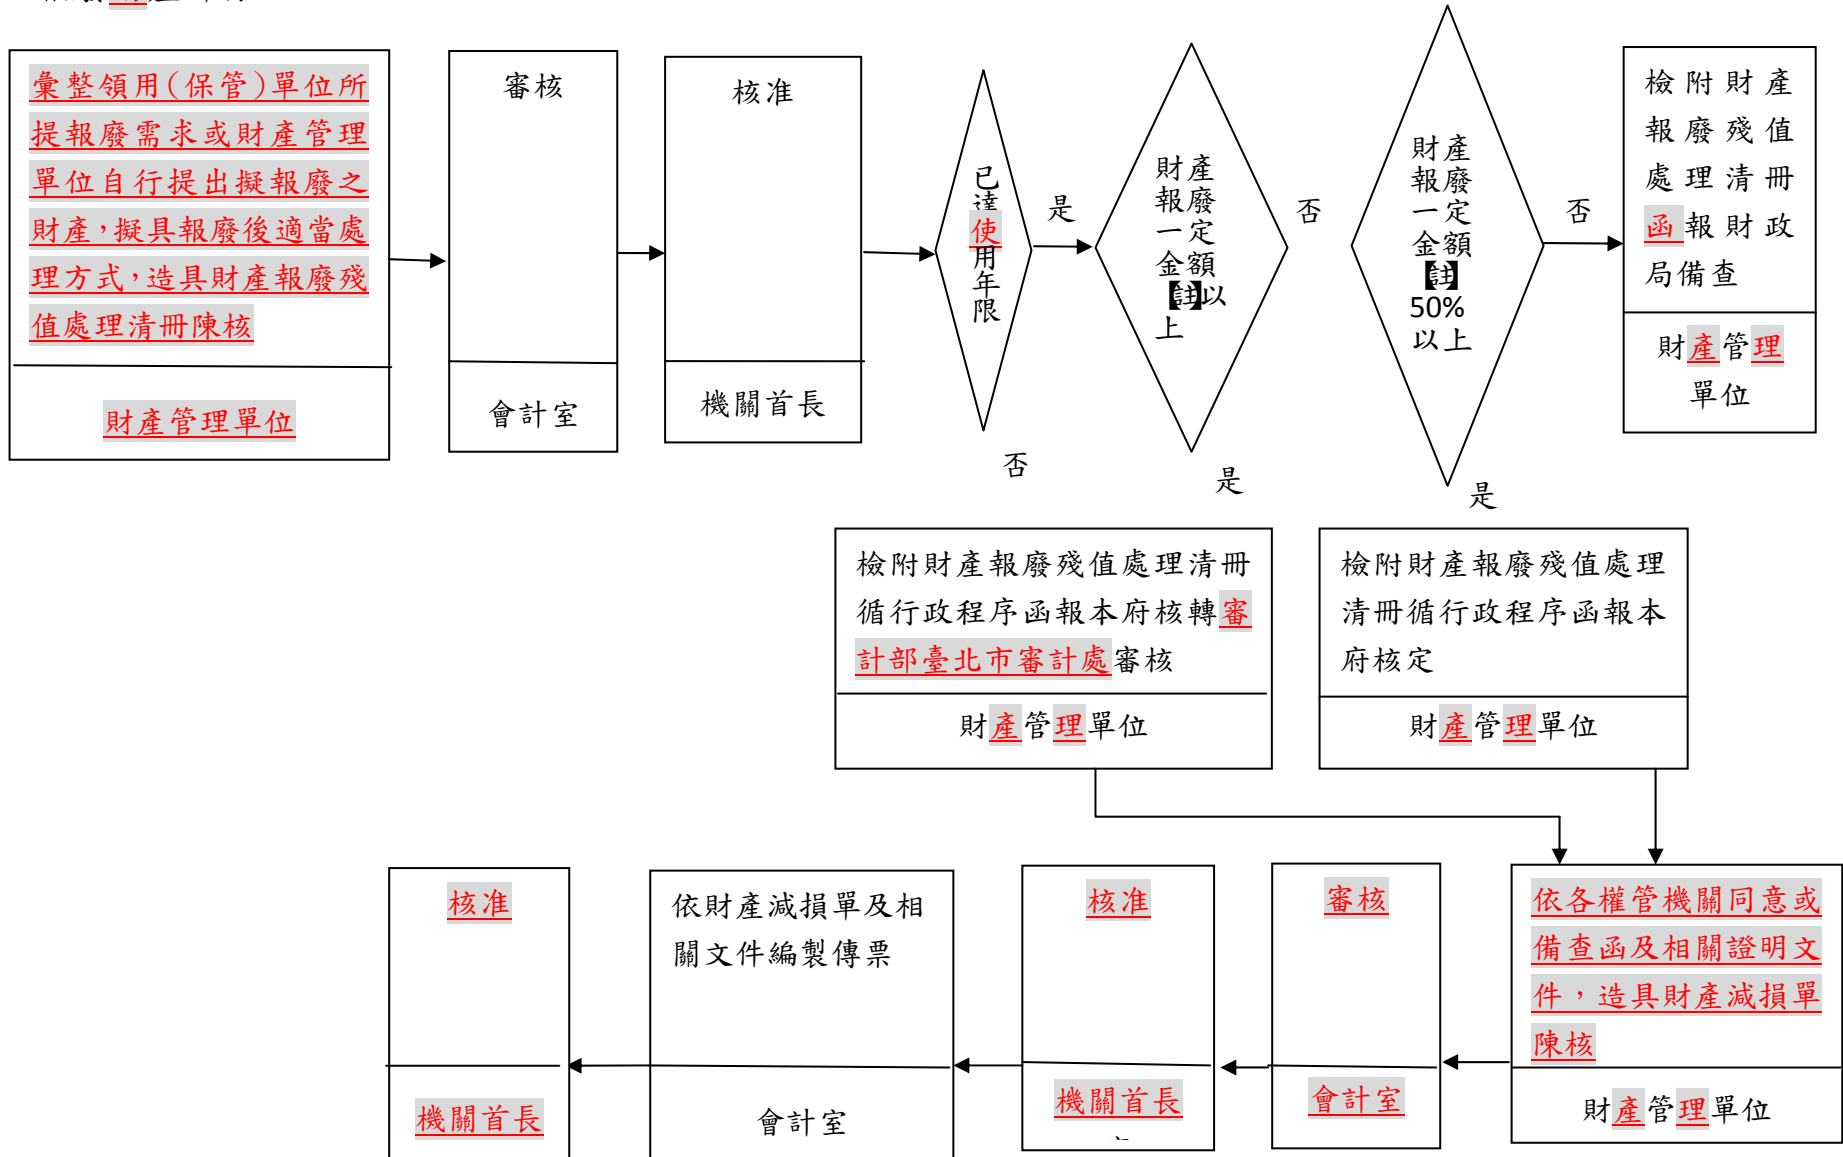 彙整領用(保管)單位所
提報廢需求或財產管理
單位自行提出擬報廢之
財產，擬具報廢後適當處
理方式，造具財產報廢殘
值處理清冊陳核
財產管理單位
審核
會計室
核准
機關首長
已達使用年限
是
否
財產
報廢
一定
金額
【註】以
上
否
是
財產
報廢
一定
金額
【註】
50%
以上
否
是
檢附財產
報廢殘值
處理清冊
函報財政
局備查
財產管理
單位
檢附財產報廢殘值處理清冊
循行政程序函報本府核轉審
計部臺北市審計處審核
財產管理單位
檢附財產報廢殘值處理
清冊循行政程序函報本
府核定
財產管理單位
依各權管機關同意或
備查函及相關證明文
件，造具財產減損單
陳核
財產管理單位
審核
會計室
核准
機關首長
依財產減損單及相
關文件編製傳票
會計室
核准
機關首長